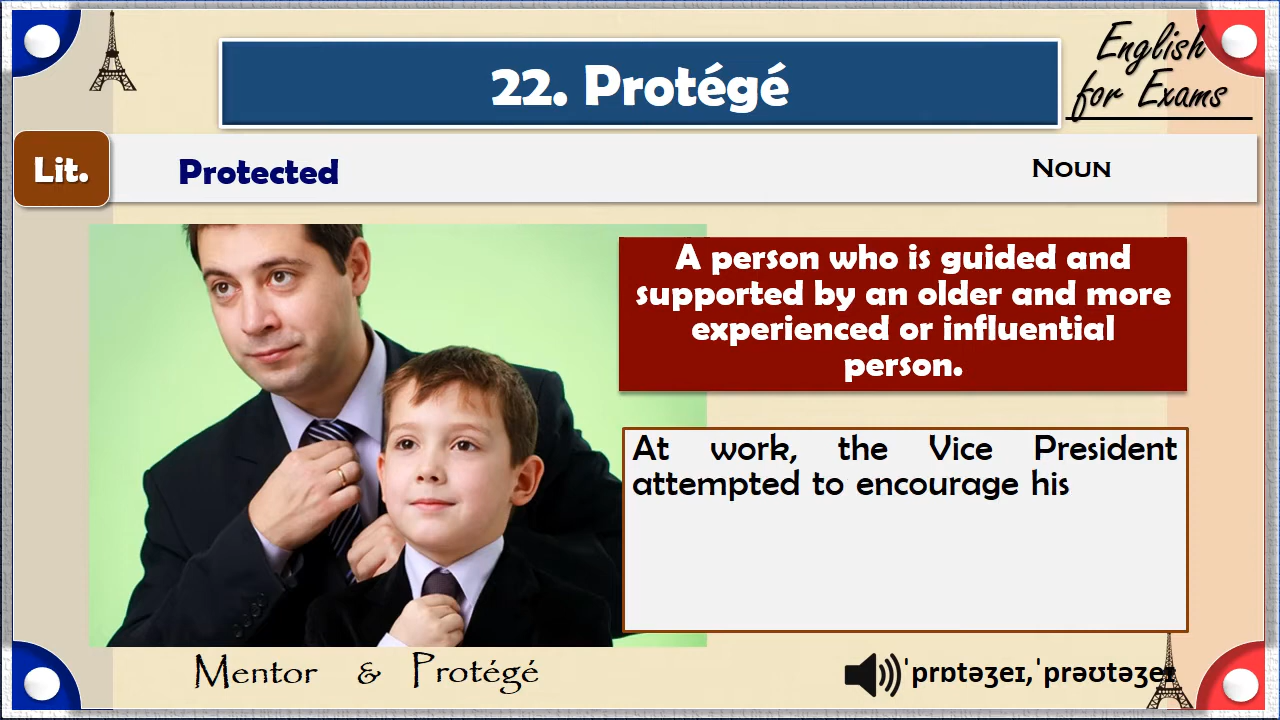 English
for Exams
22. Protégé
Lit.
Protected
Noun
A person who is guided and
supported by an older and more
experienced or influential
person.
At work, the Vice President
attempted to encourage his
Mentor & Protégé
ˈprɒtəʒeɪ, ˈprəʊtəʒeɪ